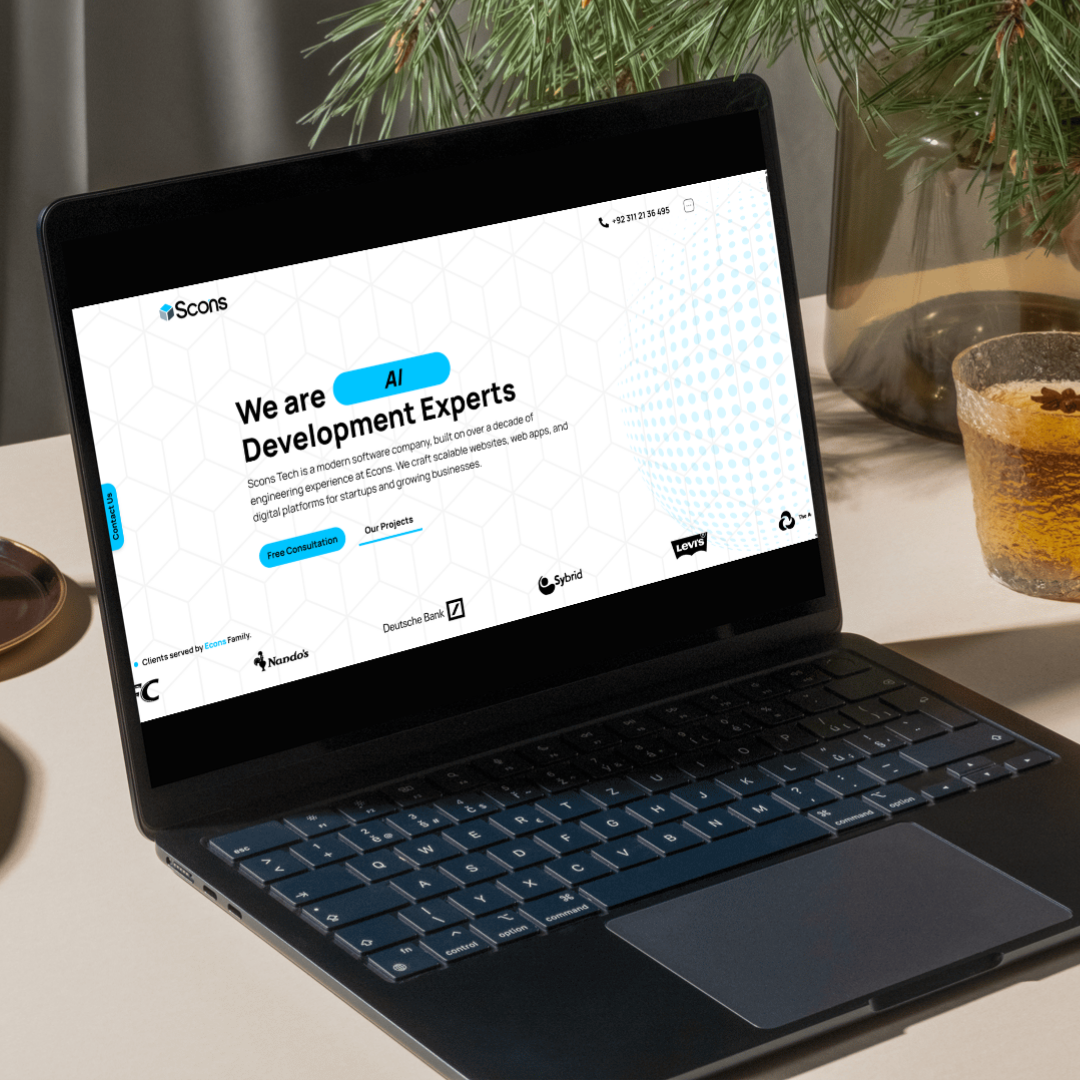 +92 311 21 36 495
Scons
We are AI
Development Experts
Scons Tech is a modern software company, built on over a decade of
engineering experience at Econs. We craft scalable websites, web apps, and
digital platforms for startups and growing businesses.
Free Consultation
Our Projects
Contact Us
Clients served by Econs Family.
FC
Nando's
Deutsche Bank
Sybrid
LEVI'S
The A
esc
Q W E R T Z U I O P
A S D F G H J K L
Y X C V B N M
fn
control
option
command
command
option